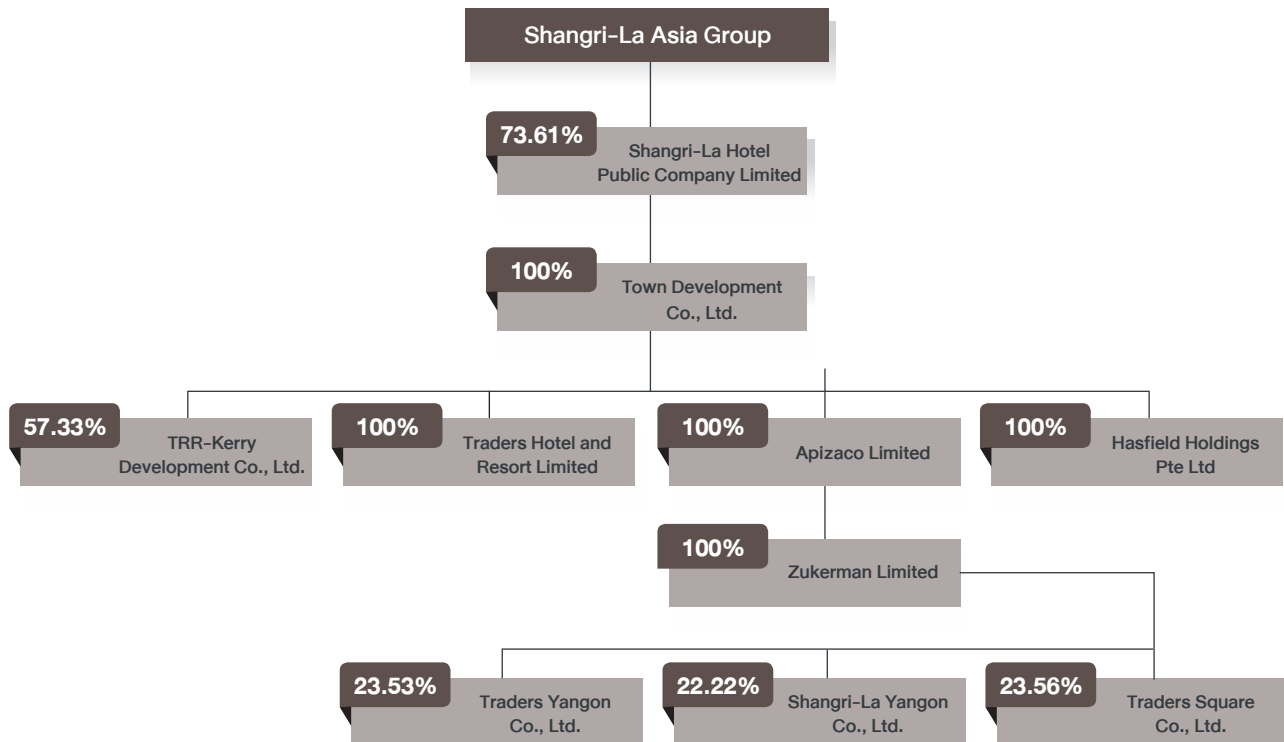 Shangri-La Asia Group
73.61%
Shangri-La Hotel
Public Company Limited
100%
Town Development
Co., Ltd.
57.33%
TRR-Kerry
Development Co., Ltd.
100%
Traders Hotel and
Resort Limited
100%
Apizaco Limited
100%
Hasfield Holdings
Pte Ltd
100%
Zukerman Limited
23.53%
Traders Yangon
Co., Ltd.
22.22%
Shangri-La Yangon
Co., Ltd.
23.56%
Traders Square
Co., Ltd.